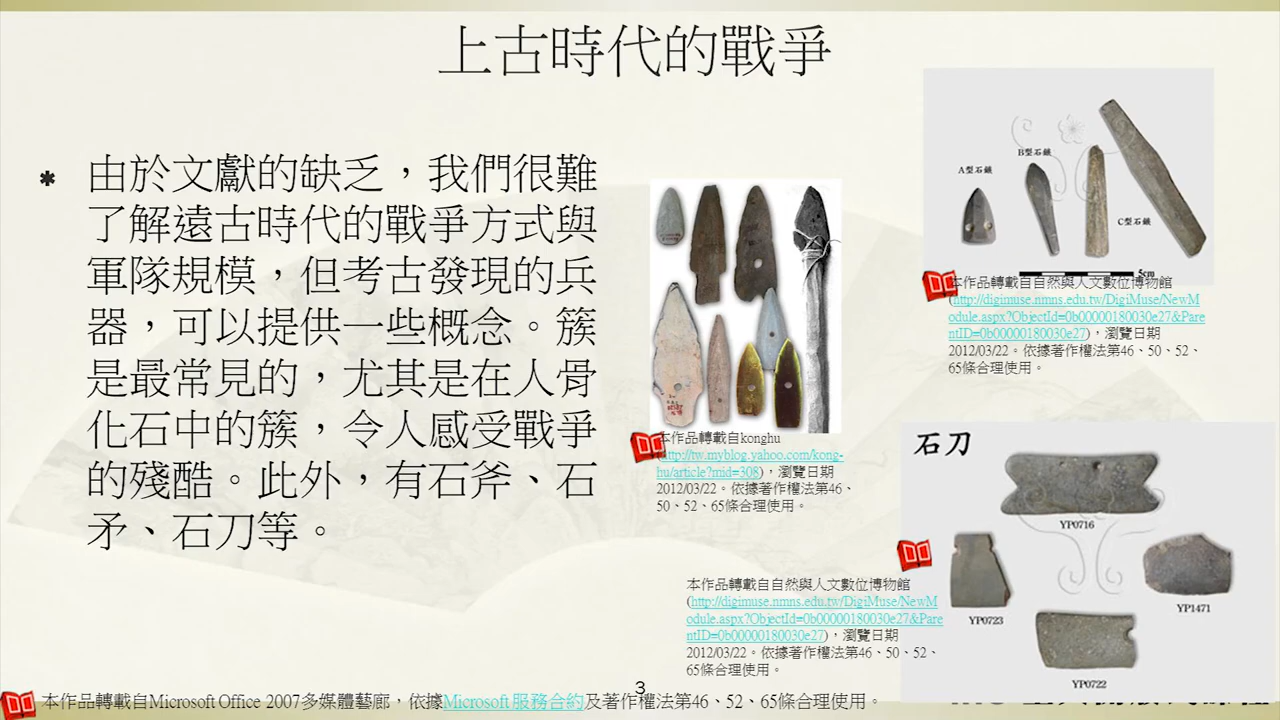 上古時代的戰爭
由於文獻的缺乏，我們很難
了解遠古時代的戰爭方式與
軍隊規模，但考古發現的兵
器，可以提供一些概念。簇
是最常見的，尤其是在人骨
化石中的簇，令人感受戰爭
的殘酷。此外，有石斧、石
矛、石刀等。
本作品轉載自konghu
(http://tw.myblog.yahoo.com/kong-
hu/article?mid=308)，瀏覽日期
2012/03/22。依據著作權法第46、
50、52、65條合理使用。
A型石鏃
B型石鏃
C型石鏃
5cm
本作品轉載自自然與人文數位博物館
(http://digimuse.nmns.edu.tw/DigiMuse/NewM
odule.aspx?ObjectId=0b00000180030e27&Pare
ntID=0b00000180030e27)，瀏覽日期
2012/03/22。依據著作權法第46、50、52、
65條合理使用。
石刀
YP0716
YP0723
YP1471
YP0722
本作品轉載自自然與人文數位博物館
(http://digimuse.nmns.edu.tw/DigiMuse/NewM
odule.aspx?ObjectId=0b00000180030e27&Pare
ntID=0b00000180030e27)，瀏覽日期
2012/03/22。依據著作權法第46、50、52、
65條合理使用。
3
本作品轉載自Microsoft Office 2007多媒體藝廊，依據Microsoft 服務合約及著作權法第46、52、65條合理使用。